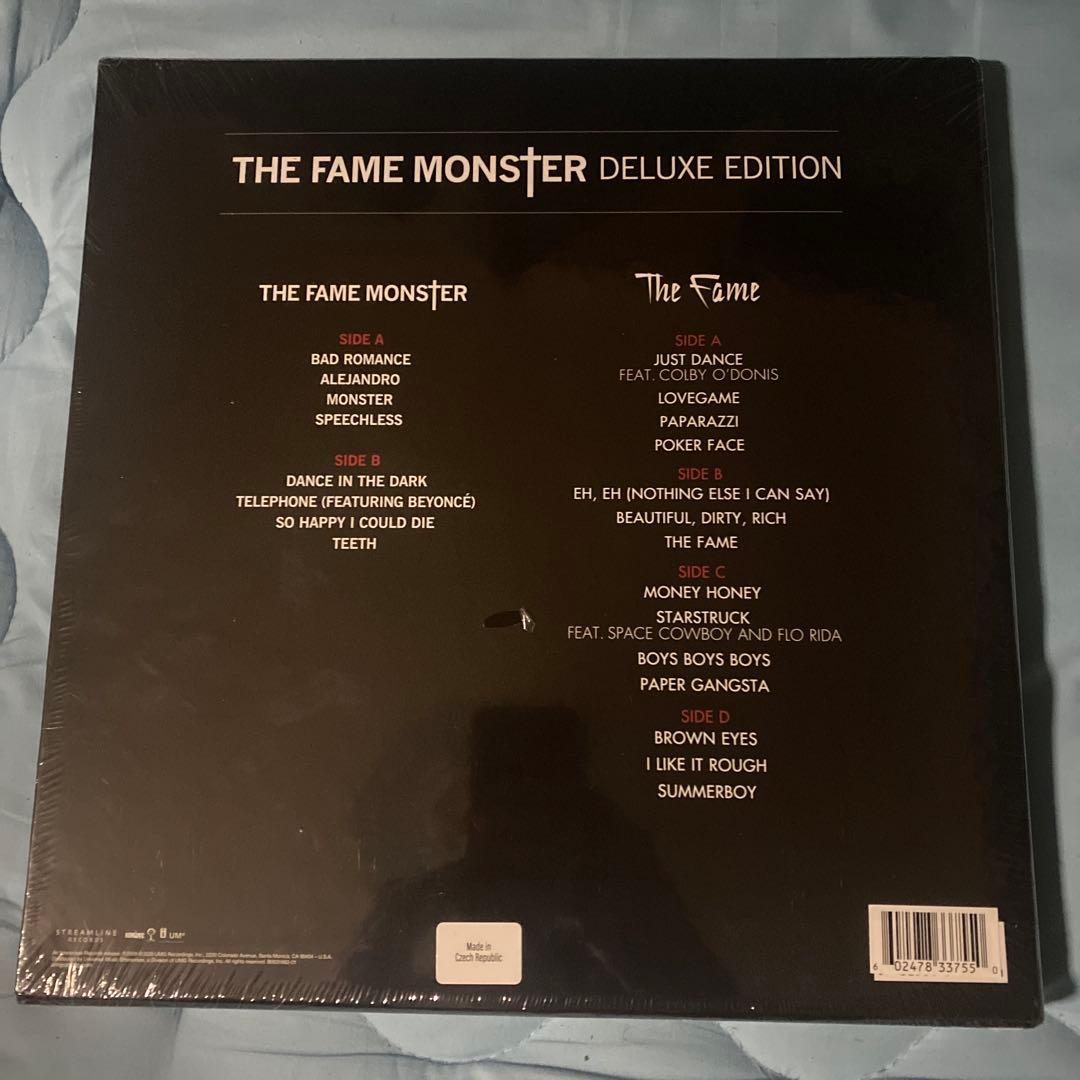 THE FAME MONSTER DELUXE EDITION
THE FAME MONSTER
SIDE A
BAD ROMANCE
ALEJANDRO
MONSTER
SPEECHLESS
SIDE B
DANCE IN THE DARK
TELEPHONE (FEATURING BEYONCÉ)
SO HAPPY I COULD DIE
TEETH
The Fame
SIDE A
JUST DANCE
FEAT. COLBY O'DONIS
LOVEGAME
PAPARAZZI
POKER FACE
SIDE B
EH, EH (NOTHING ELSE I CAN SAY)
BEAUTIFUL, DIRTY, RICH
THE FAME
SIDE C
MONEY HONEY
STARSTRUCK
FEAT. SPACE COWBOY AND FLO RIDA
BOYS BOYS BOYS
PAPER GANGSTA
SIDE D
BROWN EYES
I LIKE IT ROUGH
SUMMERBOY
STREAMLINE
RECORDS
UMe
Made in
Czech Republic
6 02478 33755 0